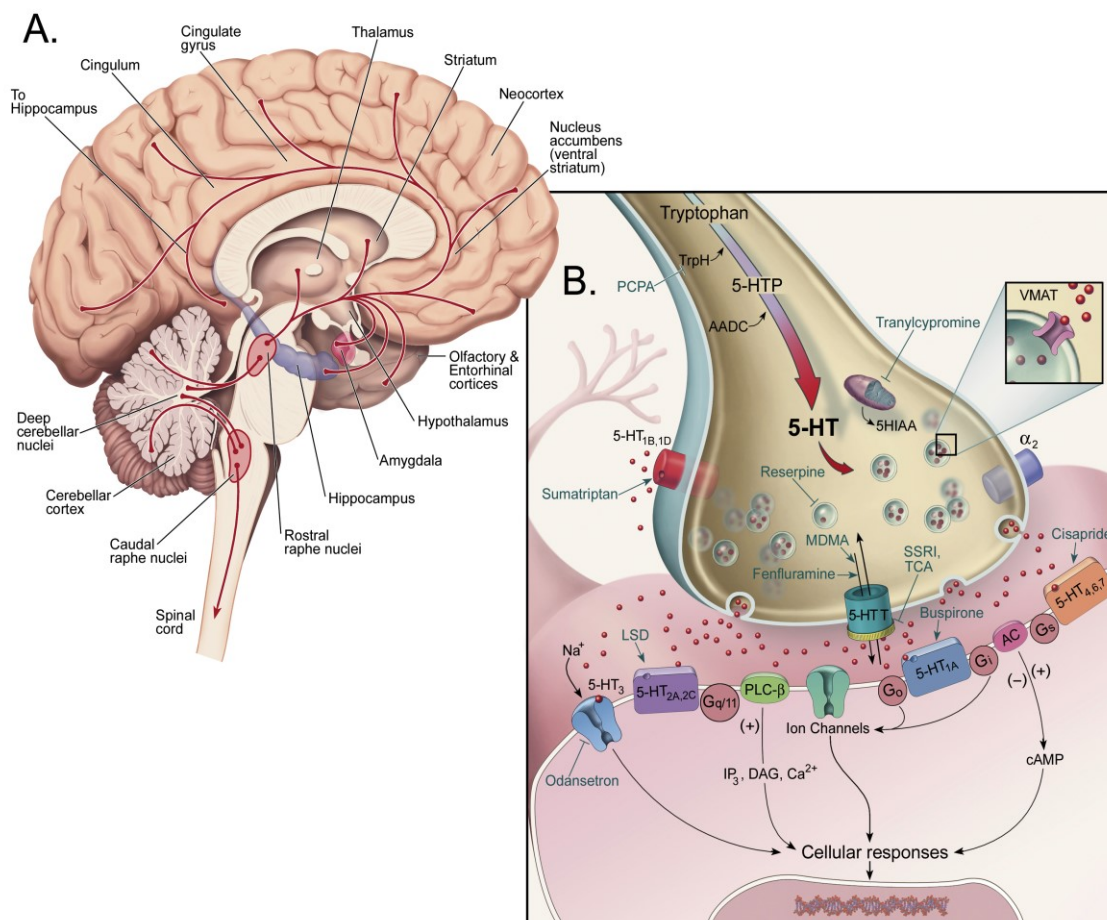 A.
Cingulate
gyrus
Thalamus
Cingulum
Striatum
To
Hippocampus
Neocortex
Nucleus
accumbens
(ventral
striatum)
Olfactory &
Entorhinal
cortices
Hypothalamus
Deep
cerebellar
nuclei
Amygdala
Hippocampus
Cerebellar
cortex
Rostral
raphe nuclei
Caudal
raphe nuclei
Spinal
cord
B.
Tryptophan
TrpH
PCPA
5-HTP
AADC
VMAT
Tranylcypromine
5-HT
5HIAA
5-HT1B,1D
α2
Sumatriptan
Reserpine
MDMA
SSRI,
TCA
Cisapride
Fenfluramine
5-HT T
Buspirone
5-HT4,6,7
LSD
Na+
AC
Gs
5-HT3
5-HT2A,2C
Gq/11
PLC-β
Go
5-HT1A
Gi
(–)
(+)
(+)
Ion Channels
Odansetron
IP3, DAG, Ca2+
cAMP
Cellular responses